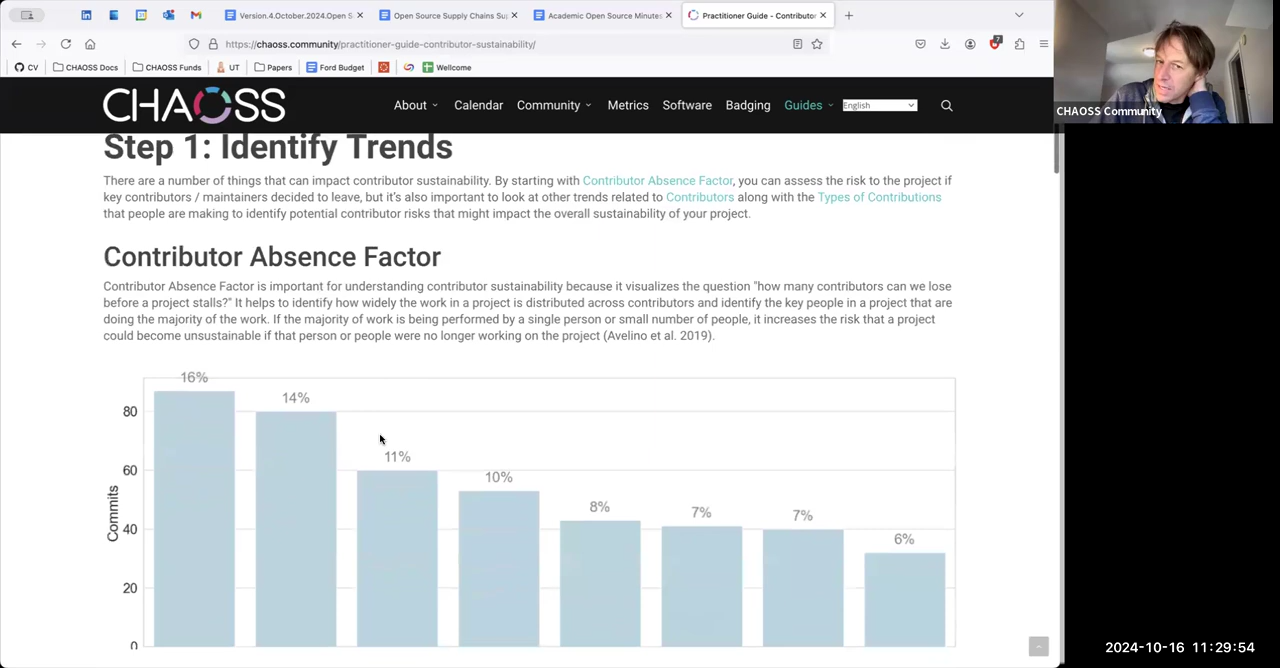 Version.4.October.2024.Open S
Open Source Supply Chains Su
Academic Open Source Minute
Practitioner Guide - Contributor
https://chaoss.community/practitioner-guide-contributor-sustainability/
7
CV
CHAOSS Docs
CHAOSS Funds
UT
Papers
Ford Budget
Wellcome
CHAOSS
About
Calendar
Community
Metrics
Software
Badging
Guides
English
CHAOSS Community
Step 1: Identify Trends
There are a number of things that can impact contributor sustainability. By starting with Contributor Absence Factor, you can assess the risk to the project if
key contributors / maintainers decided to leave, but it's also important to look at other trends related to Contributors along with the Types of Contributions
that people are making to identify potential contributor risks that might impact the overall sustainability of your project.
Contributor Absence Factor
Contributor Absence Factor is important for understanding contributor sustainability because it visualizes the question "how many contributors can we lose
before a project stalls?" It helps to identify how widely the work in a project is distributed across contributors and identify the key people in a project that are
doing the majority of the work. If the majority of work is being performed by a single person or small number of people, it increases the risk that a project
could become unsustainable if that person or people were no longer working on the project (Avelino et al. 2019).
16%
14%
11%
10%
8%
7%
7%
6%
80
60
40
20
0
Commits
2024-10-16 11:29:54